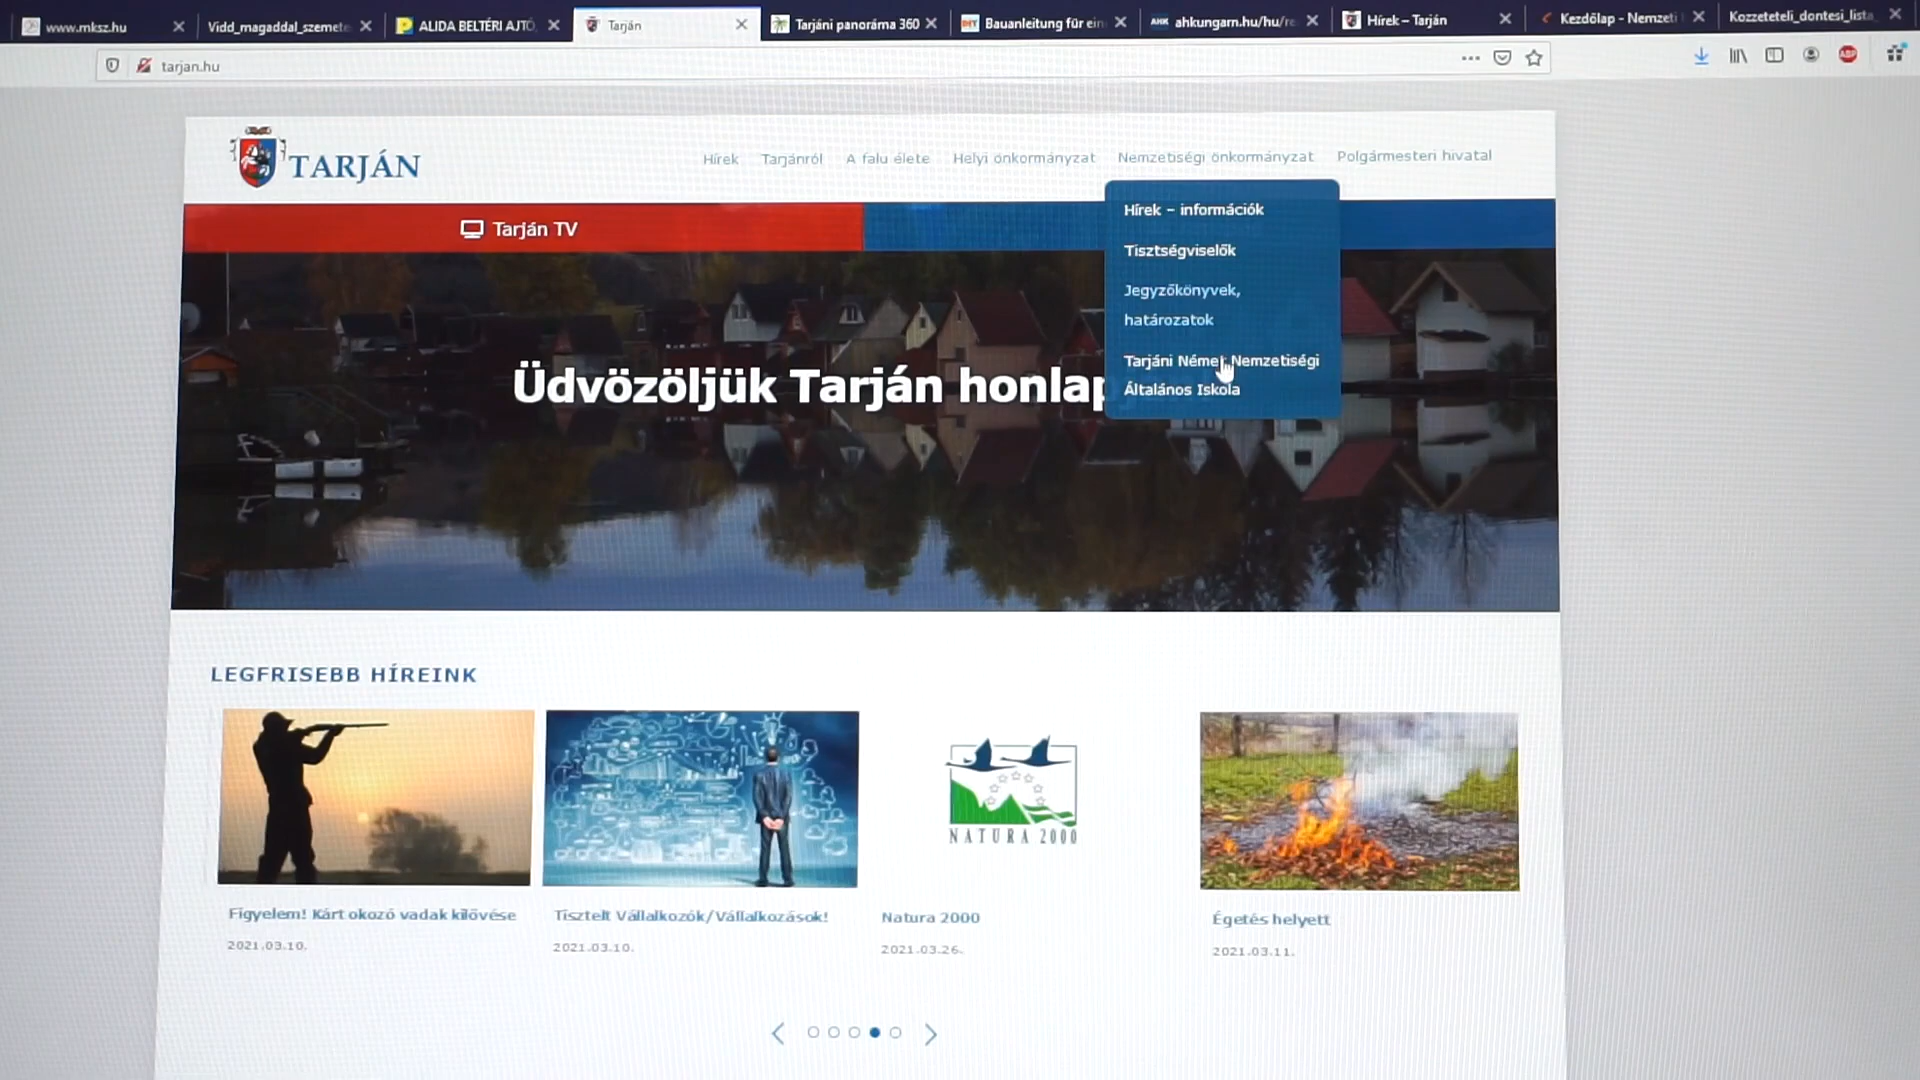 www.mksz.hu
Vidd_magaddal_szemete
ALIDA BELTÉRI AJTÓ,
Tarján
Tarjáni panoráma 360
Bauanleitung für ein
ahkungarn.hu/hu/re
Hírek – Tarján
Kezdőlap - Nemzeti
Kozzeteteli_dontesi_lista_
ABP
tarjan.hu
TARJÁN
Hírek
Tarjánról
A falu élete
Helyi önkormányzat
Nemzetiségi önkormányzat
Polgármesteri hivatal
Tarján TV
Hírek – információk
Tisztségviselők
Jegyzőkönyvek,
határozatok
Tarjáni Német Nemzetiségi
Általános Iskola
Üdvözöljük Tarján honlap
LEGFRISEBB HÍREINK
NATURA 2000
Figyelem! Kárt okozó vadak kilövése
2021.03.10.
Tisztelt Vállalkozók/Vállalkozások!
2021.03.10.
Natura 2000
2021.03.26.
Égetés helyett
2021.03.11.